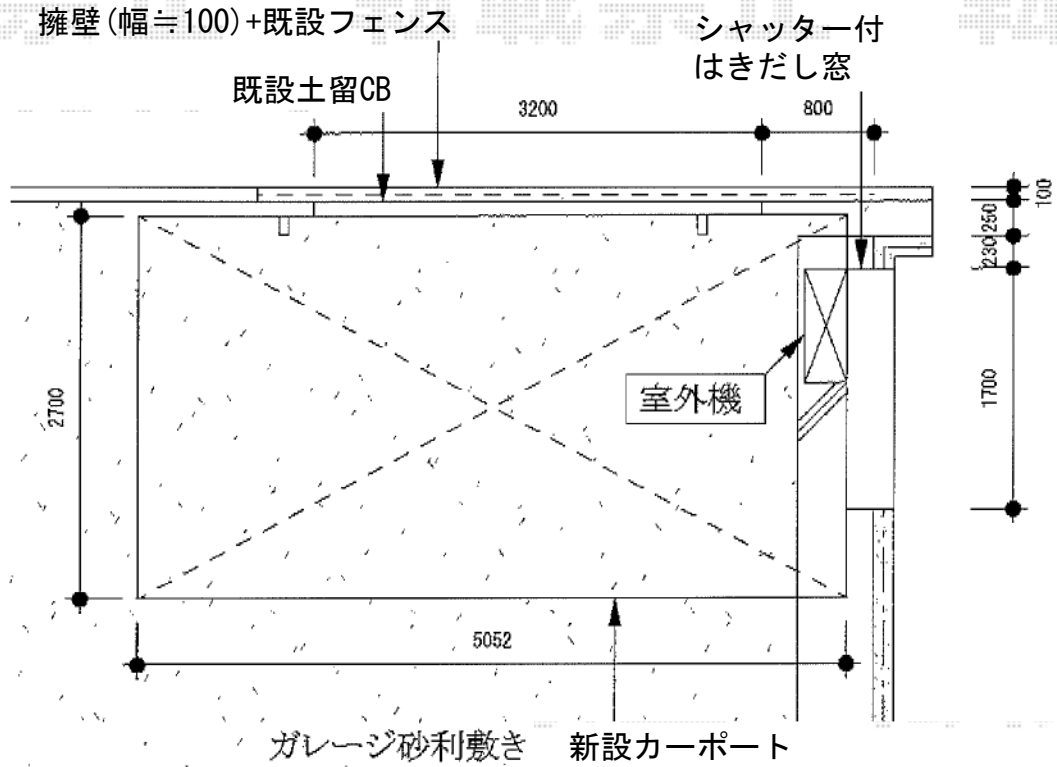 擁壁(幅≒100)+既設フェンス
シャッター付
はきだし窓
既設土留CB
3200
800
100
250
230
2700
室外機
1700
5052
ガレージ砂利敷き
新設カーポート